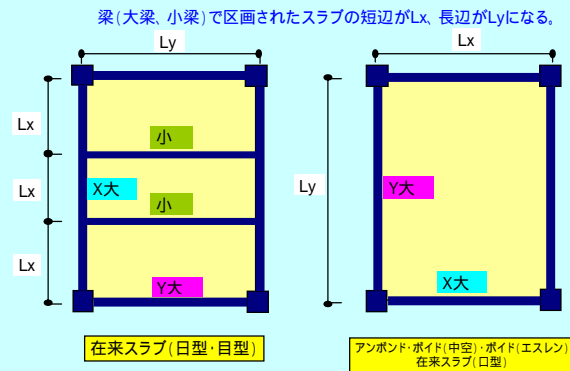 梁(大梁、小梁)で区画されたスラブの短辺がLx、長辺がLyになる。
Ly
Lx
Lx
Lx
小
X大
小
Y大
在来スラブ(日型･目型)
Lx
Ly
Y大
X大
アンボンド･ボイド(中空)･ボイド(エスレン)
在来スラブ(口型)